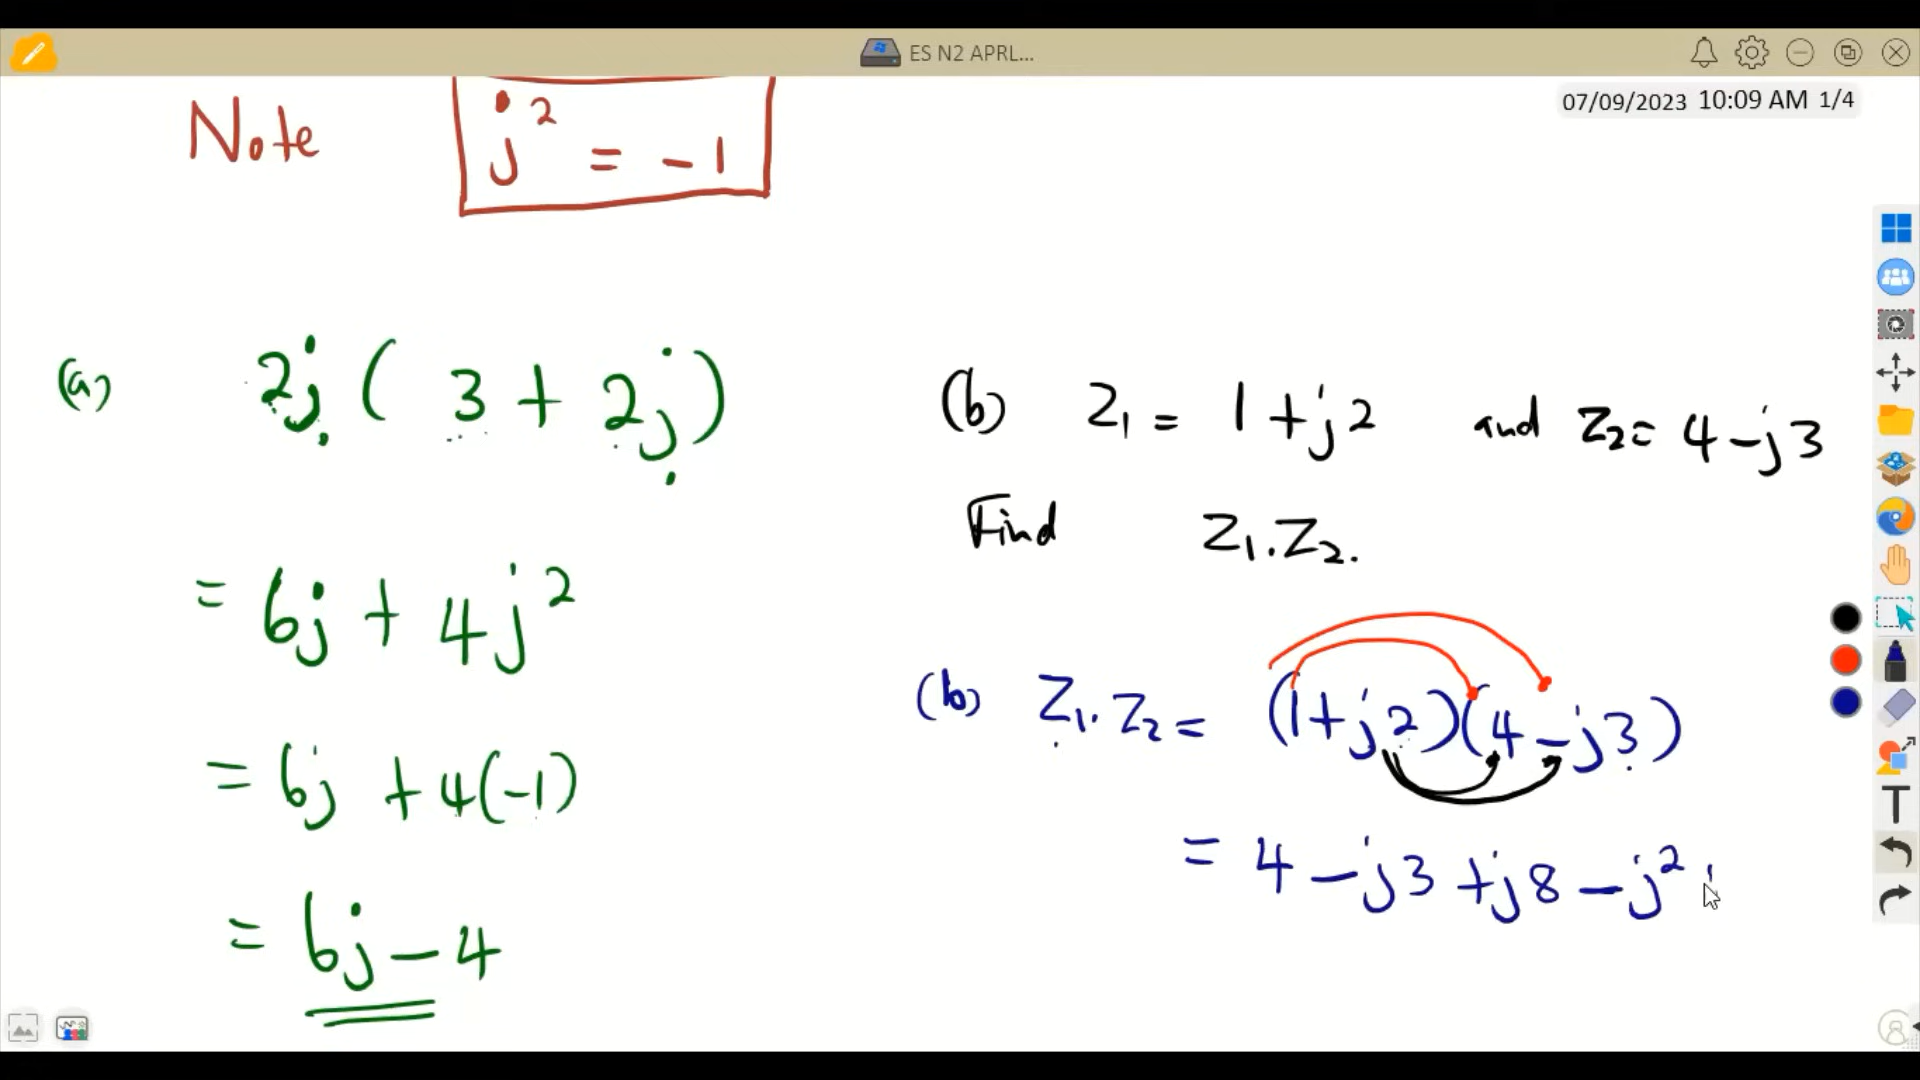 ES N2 APRL...
07/09/2023 10:09 AM 1/4
Note
j² = -1
(a) 2j ( 3 + 2j )
= 6j + 4j²
= 6j + 4(-1)
= 6j - 4
(b) Z₁ = 1 + j2 and Z₂ = 4 - j3
Find Z₁.Z₂.
(b) Z₁.Z₂ = (1+j2)(4-j3)
= 4 - j3 + j8 - j²
T